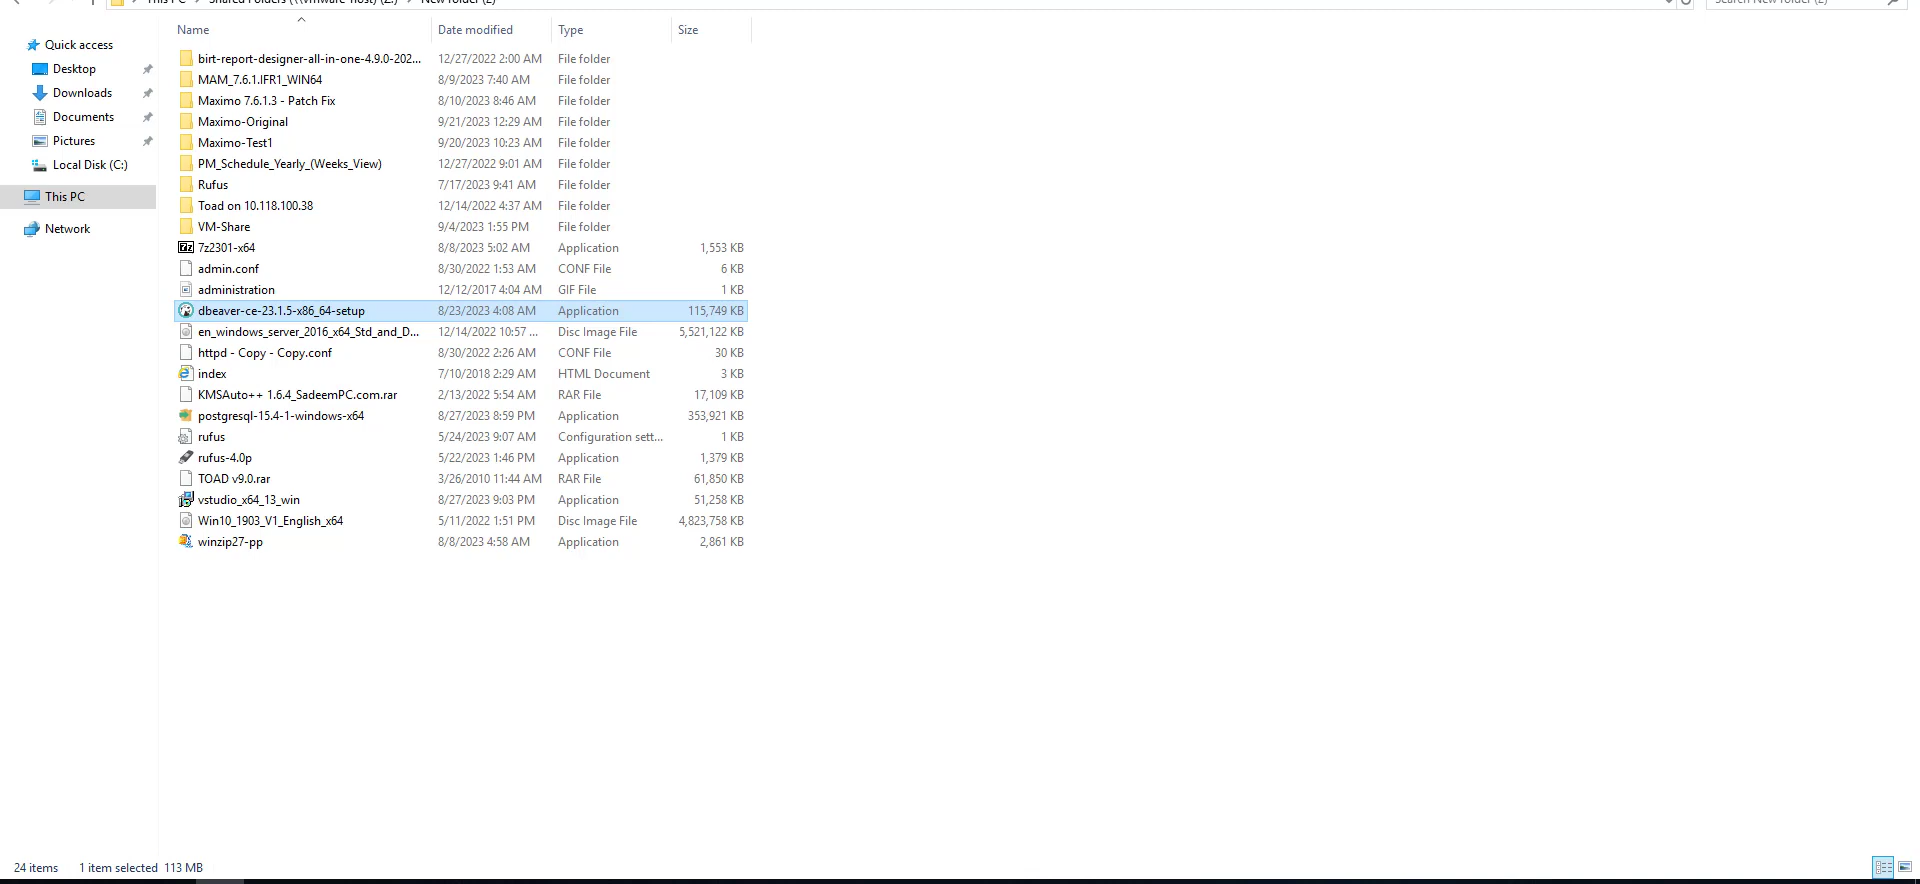 This PC > Shared Folders (\\vmware-host) (Z:) > New folder (2)
Search New folder (2)
Name Date modified Type Size
Quick access
Desktop
Downloads
Documents
Pictures
Local Disk (C:)
This PC
Network
birt-report-designer-all-in-one-4.9.0-202... 12/27/2022 2:00 AM File folder
MAM_7.6.1.IFR1_WIN64 8/9/2023 7:40 AM File folder
Maximo 7.6.1.3 - Patch Fix 8/10/2023 8:46 AM File folder
Maximo-Original 9/21/2023 12:29 AM File folder
Maximo-Test1 9/20/2023 10:23 AM File folder
PM_Schedule_Yearly_(Weeks_View) 12/27/2022 9:01 AM File folder
Rufus 7/17/2023 9:41 AM File folder
Toad on 10.118.100.38 12/14/2022 4:37 AM File folder
VM-Share 9/4/2023 1:55 PM File folder
7z2301-x64 8/8/2023 5:02 AM Application 1,553 KB
admin.conf 8/30/2022 1:53 AM CONF File 6 KB
administration 12/12/2017 4:04 AM GIF File 1 KB
dbeaver-ce-23.1.5-x86_64-setup 8/23/2023 4:08 AM Application 115,749 KB
en_windows_server_2016_x64_Std_and_D... 12/14/2022 10:57 ... Disc Image File 5,521,122 KB
httpd - Copy - Copy.conf 8/30/2022 2:26 AM CONF File 30 KB
index 7/10/2018 2:29 AM HTML Document 3 KB
KMSAuto++ 1.6.4_SadeemPC.com.rar 2/13/2022 5:54 AM RAR File 17,109 KB
postgresql-15.4-1-windows-x64 8/27/2023 8:59 PM Application 353,921 KB
rufus 5/24/2023 9:07 AM Configuration sett... 1 KB
rufus-4.0p 5/22/2023 1:46 PM Application 1,379 KB
TOAD v9.0.rar 3/26/2010 11:44 AM RAR File 61,850 KB
vstudio_x64_13_win 8/27/2023 9:03 PM Application 51,258 KB
Win10_1903_V1_English_x64 5/11/2022 1:51 PM Disc Image File 4,823,758 KB
winzip27-pp 8/8/2023 4:58 AM Application 2,861 KB
24 items 1 item selected 113 MB